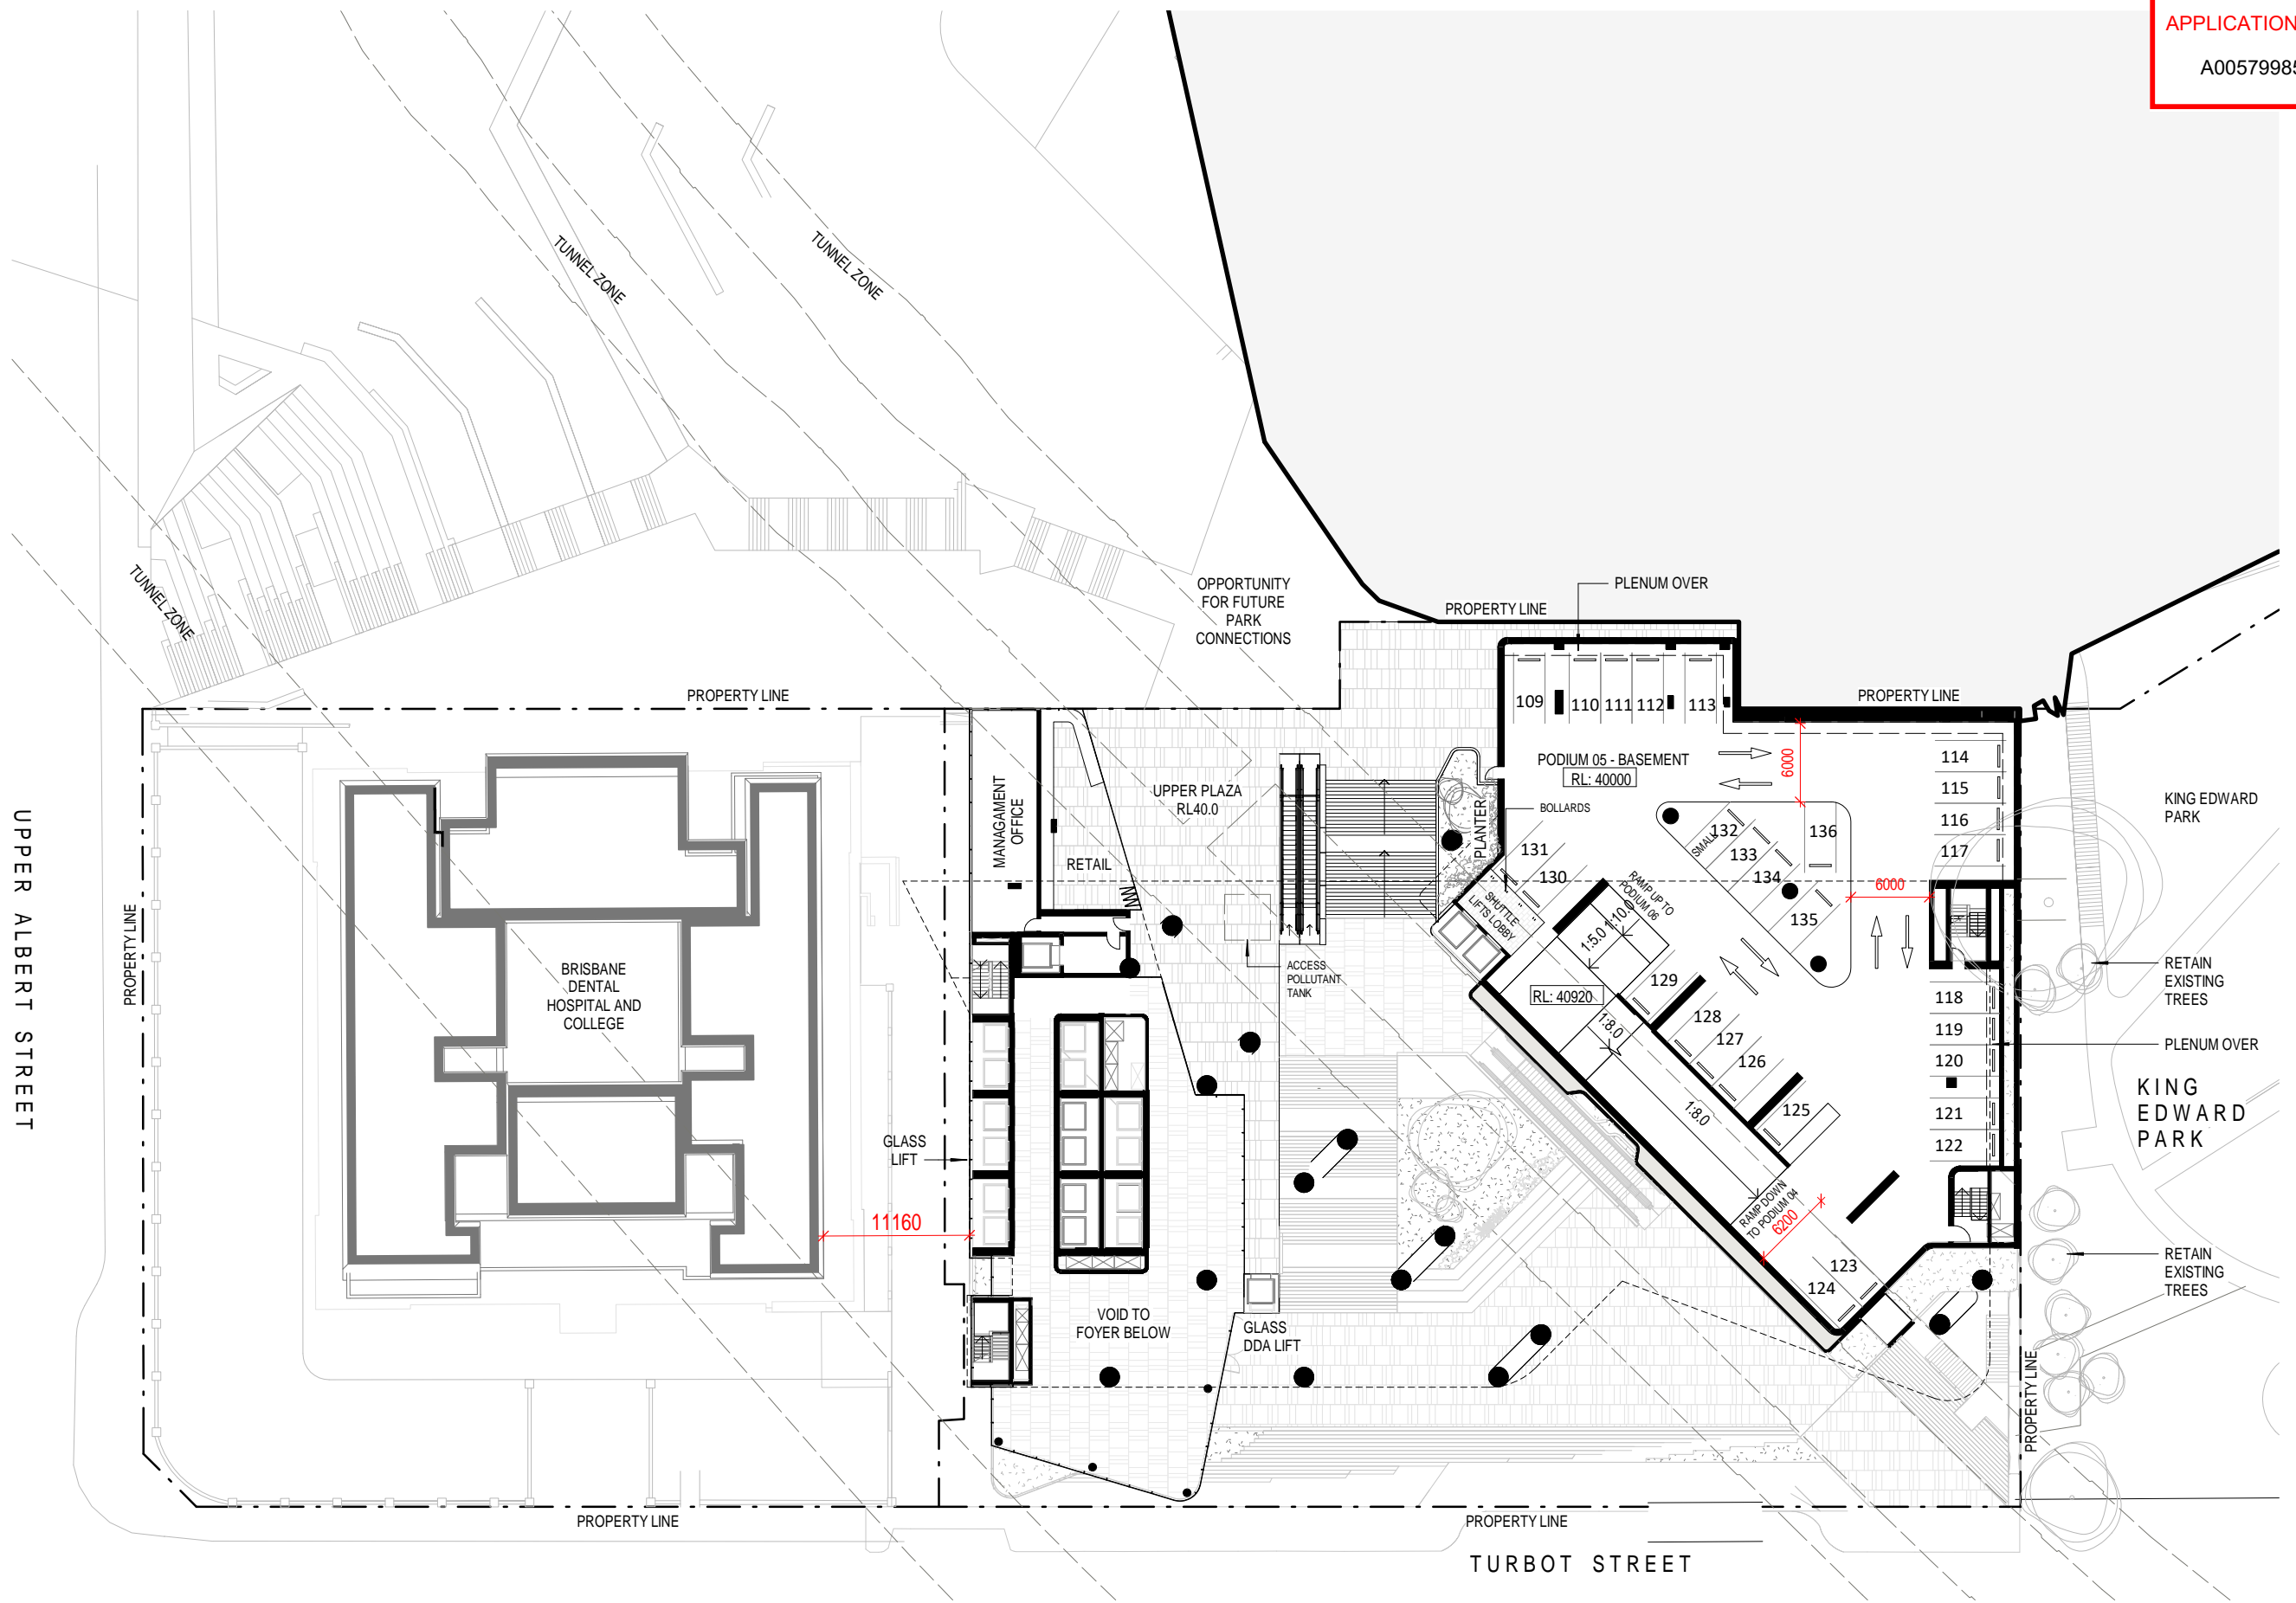 APPLICATION
A00579985
TUNNEL ZONE
TUNNEL ZONE
TUNNEL ZONE
OPPORTUNITY
FOR FUTURE
PARK
CONNECTIONS
PLENUM OVER
PROPERTY LINE
PROPERTY LINE
PROPERTY LINE
109
110
111
112
113
PODIUM 05 - BASEMENT
RL: 40000
6000
114
115
116
117
KING EDWARD
PARK
MANAGAMENT
OFFICE
UPPER PLAZA
RL40.0
RETAIL
PLANTER
BOLLARDS
131
130
SMALL
132
133
134
135
136
6000
SHUTTLE
LIFTS LOBBY
RAMP UP TO
PODIUM 06
1:5.0
1:10.0
RL: 40920
1:8.0
1:8.0
129
128
127
126
125
ACCESS
POLLUTANT
TANK
RETAIN
EXISTING
TREES
118
119
120
121
122
PLENUM OVER
KING
EDWARD
PARK
UPPER ALBERT STREET
PROPERTY LINE
BRISBANE
DENTAL
HOSPITAL AND
COLLEGE
GLASS
LIFT
11160
RAMP DOWN
TO PODIUM 04
6200
123
124
RETAIN
EXISTING
TREES
VOID TO
FOYER BELOW
GLASS
DDA LIFT
PROPERTY LINE
PROPERTY LINE
PROPERTY LINE
TURBOT STREET